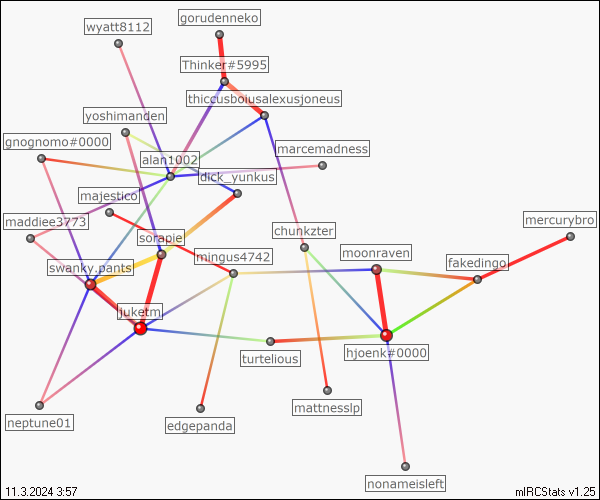 gorudenneko
wyatt8112
Thinker#5995
thiccusboiusalexusjoneus
yoshimanden
gnognomo#0000
marcemadness
alan1002
dick_yunkus
majestico
maddiee3773
mercurybro
chunkzter
sorapie
moonraven
mingus4742
fakedingo
swanky.pants
juketm
hjoenk#0000
turtelious
mattnesslp
neptune01
edgepanda
nonameisleft
11.3.2024 3:57
mIRCStats v1.25